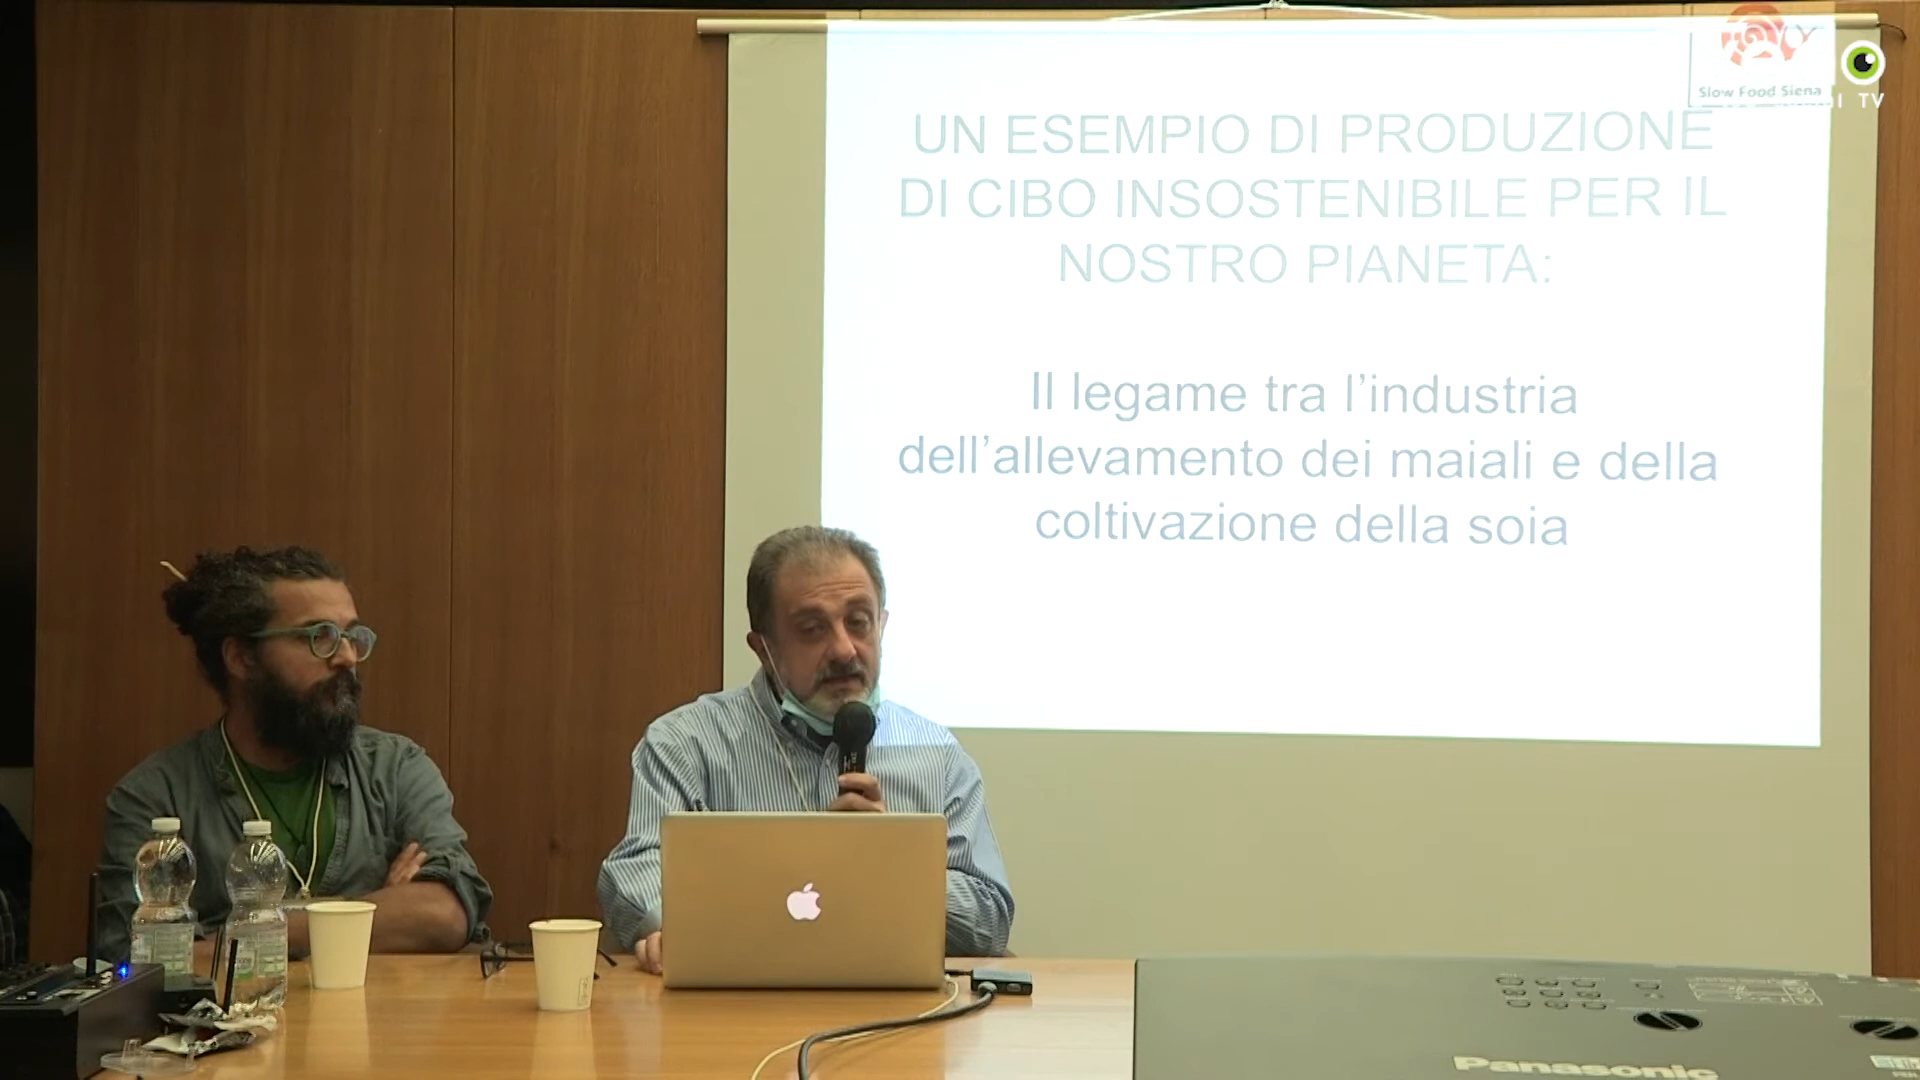 Slow Food Siena
TV
UN ESEMPIO DI PRODUZIONE
DI CIBO INSOSTENIBILE PER IL
NOSTRO PIANETA:
Il legame tra l'industria
dell'allevamento dei maiali e della
coltivazione della soia
Panasonic